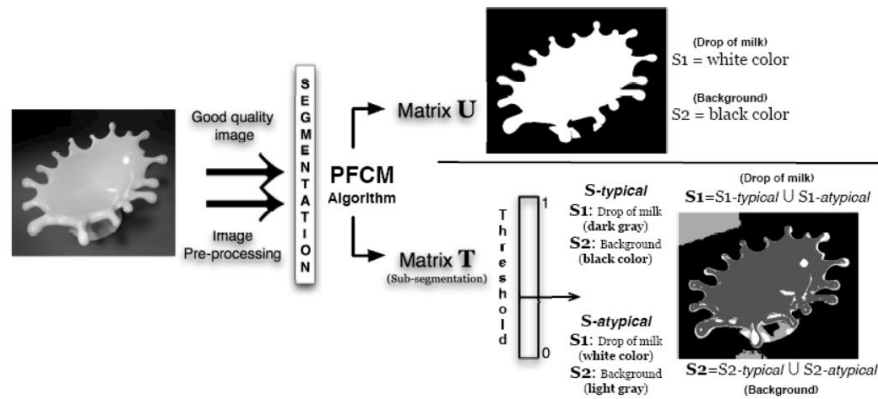 Good quality
image
Image
Pre-processing
SEGMENTATION
PFCM
Algorithm
Matrix U
(Drop of milk)
S1 = white color
(Background)
S2 = black color
Matrix T
(Sub-segmentation)
Threshold
1
0
S-typical
S1: Drop of milk
(dark gray)
S2: Background
(black color)
S-atypical
S1: Drop of milk
(white color)
S2: Background
(light gray)
(Drop of milk)
S1=S1-typical ∪ S1-atypical
S2=S2-typical ∪ S2-atypical
(Background)